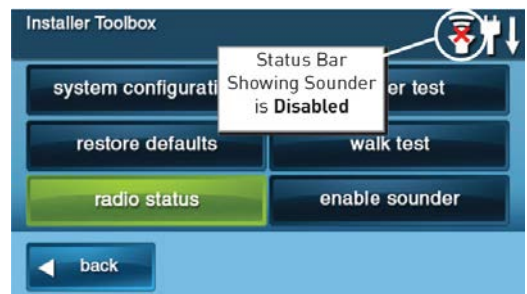 Installer Toolbox
Status Bar
Showing Sounder
is Disabled
system configurati
er test
restore defaults
walk test
radio status
enable sounder
back